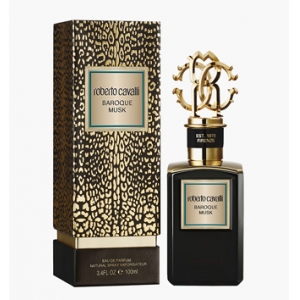 roberto cavalli
BAROQUE
MUSK
EAU DE PARFUM
NATURAL SPRAY VAPORISATEUR
3.4FL OZ ℮ 100ml
EST. 1970
FIRENZE
roberto cavalli
BAROQUE
MUSK